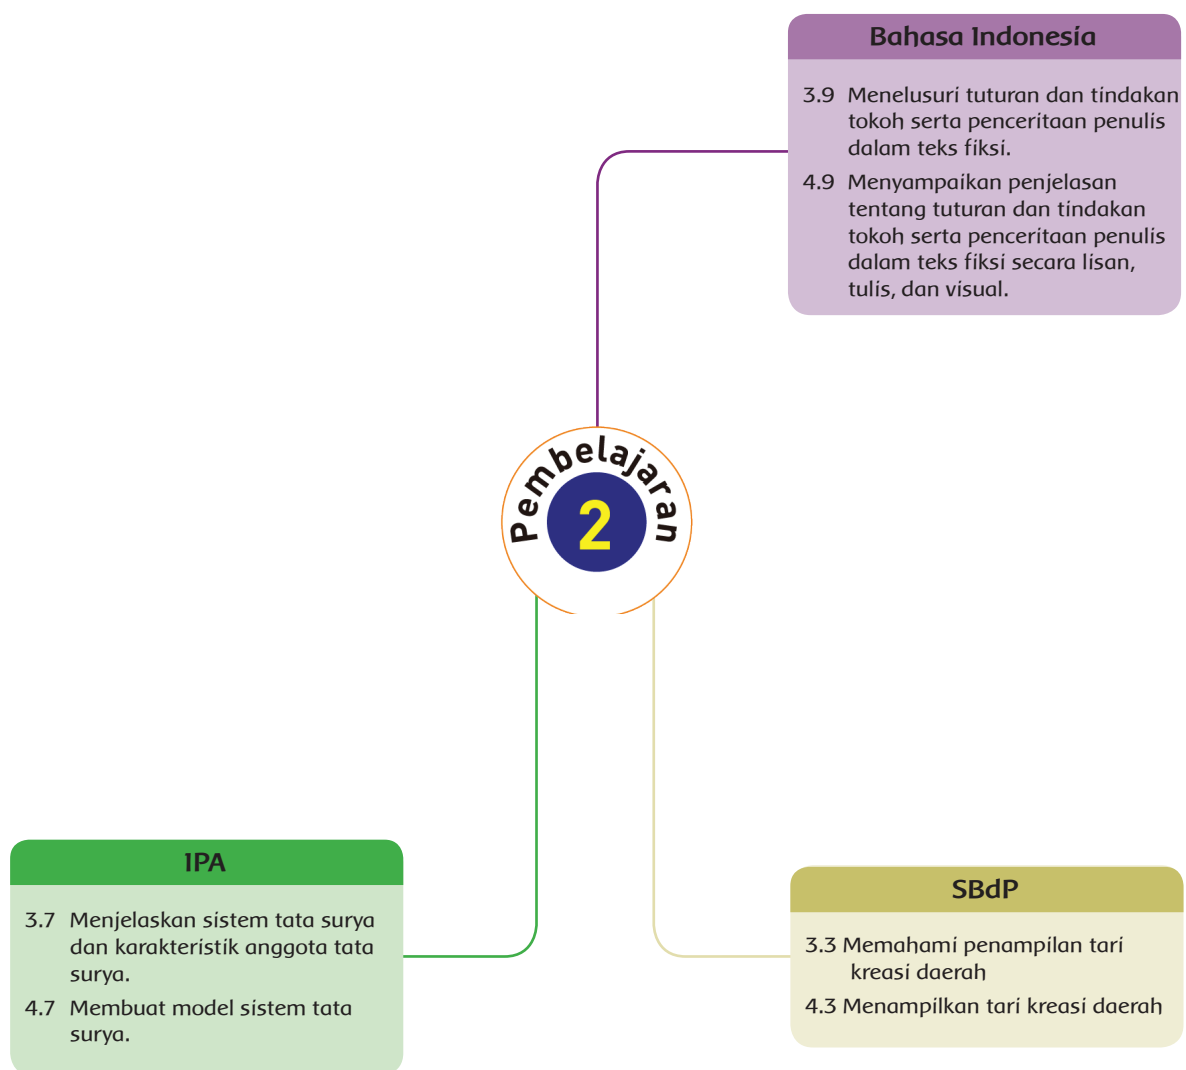 Bahasa Indonesia
3.9 Menelusuri tuturan dan tindakan
tokoh serta penceritaan penulis
dalam teks fiksi.
4.9 Menyampaikan penjelasan
tentang tuturan dan tindakan
tokoh serta penceritaan penulis
dalam teks fiksi secara lisan,
tulis, dan visual.
Pembelajaran
2
IPA
3.7 Menjelaskan sistem tata surya
dan karakteristik anggota tata
surya.
4.7 Membuat model sistem tata
surya.
SBdP
3.3 Memahami penampilan tari
kreasi daerah
4.3 Menampilkan tari kreasi daerah